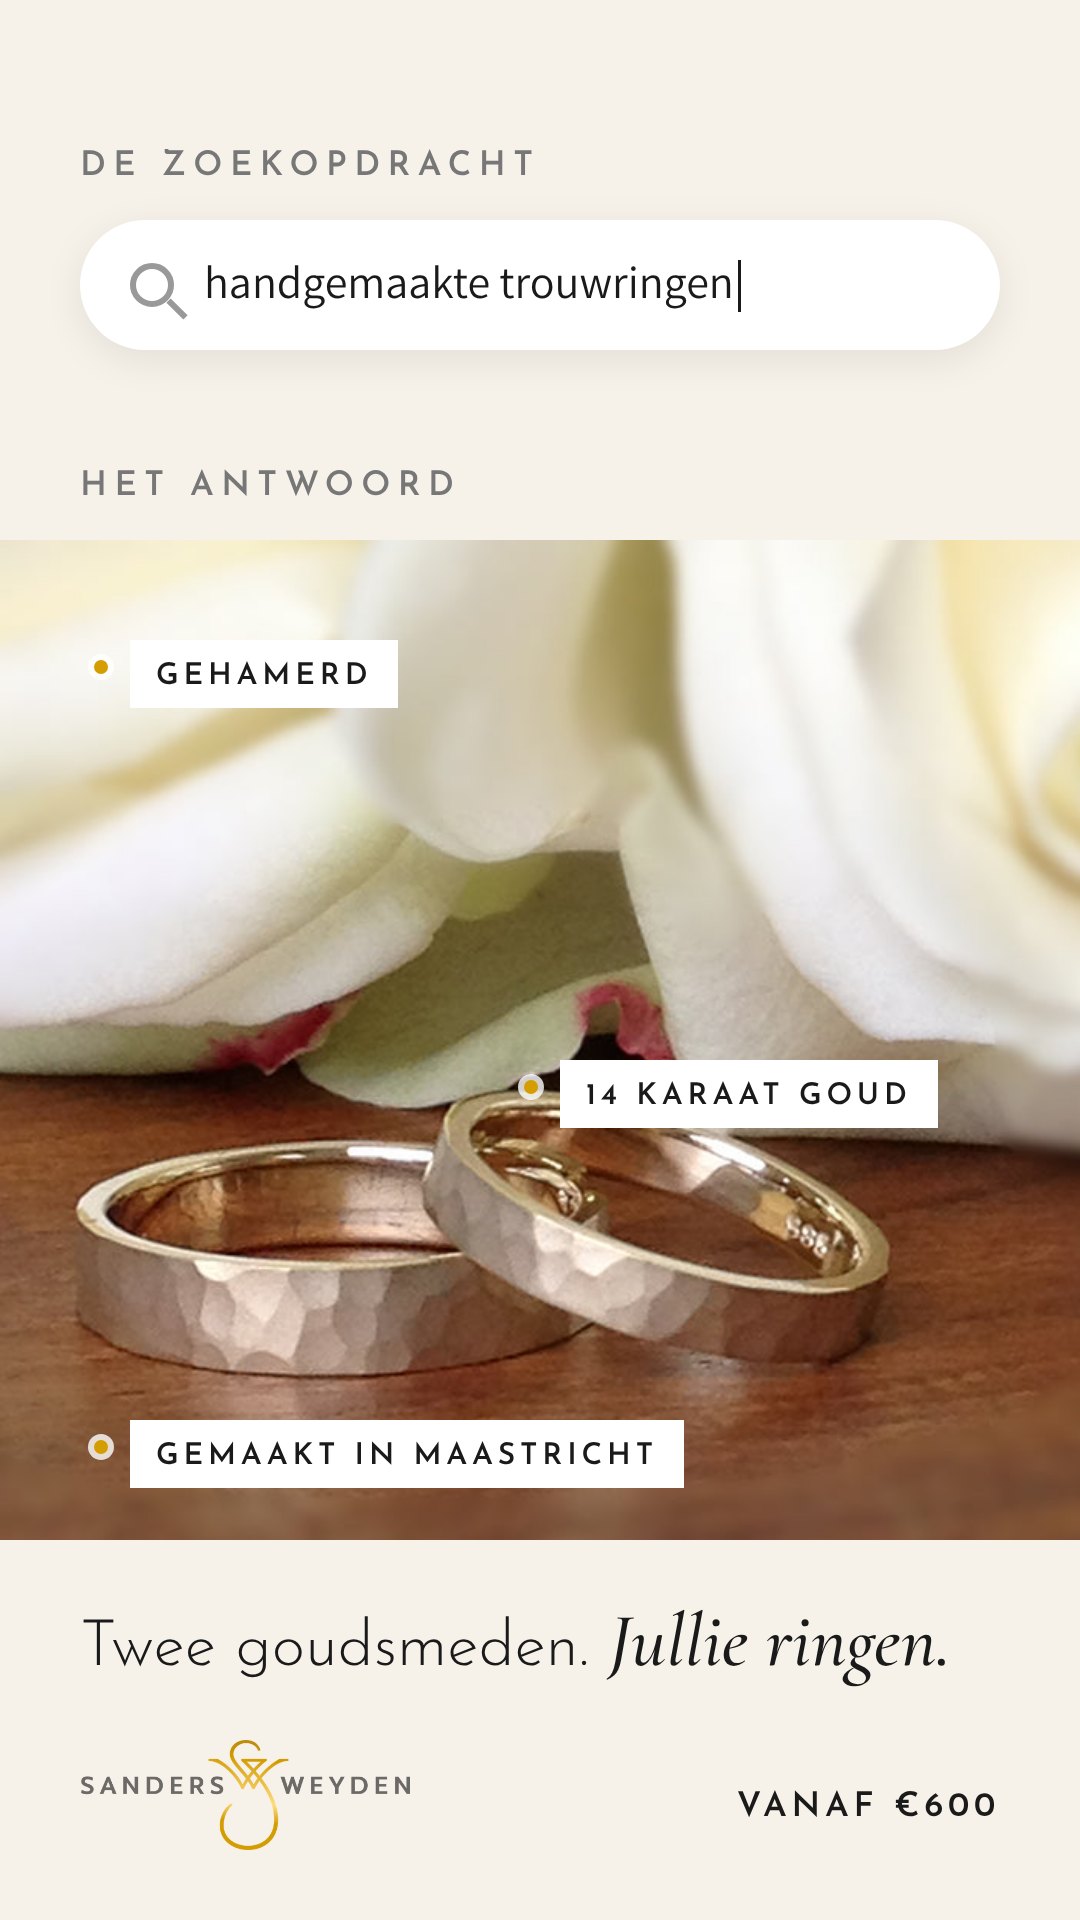 DE ZOEKOPDRACHT
handgemaakte trouwringen
HET ANTWOORD
GEHAMERD
14 KARAAT GOUD
585
GEMAAKT IN MAASTRICHT
Twee goudsmeden. Jullie ringen.
SANDERS WEYDEN
VANAF €600